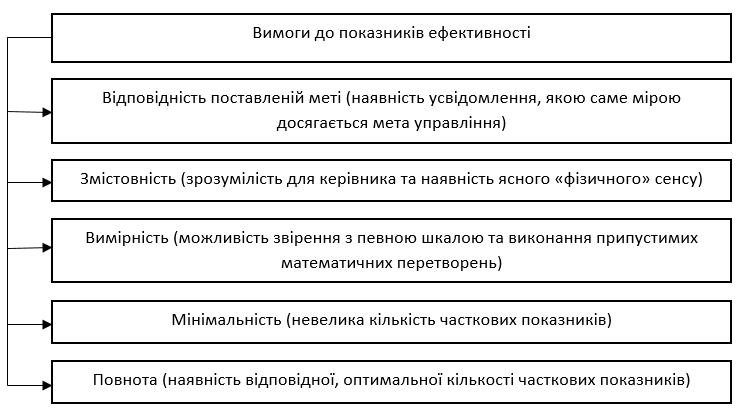 Вимоги до показників ефективності
Відповідність поставленій меті (наявність усвідомлення, якою саме мірою
досягається мета управління)
Змістовність (зрозумілість для керівника та наявність ясного «фізичного» сенсу)
Вимірність (можливість звірення з певною шкалою та виконання припустимих
математичних перетворень)
Мінімальність (невелика кількість часткових показників)
Повнота (наявність відповідної, оптимальної кількості часткових показників)